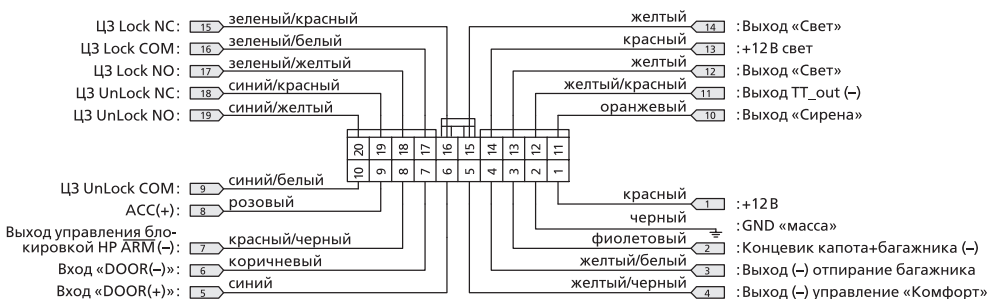 ЦЗ Lock NC: 15 зеленый/красный
ЦЗ Lock COM: 16 зеленый/белый
ЦЗ Lock NO: 17 зеленый/желтый
ЦЗ UnLock NC: 18 синий/красный
ЦЗ UnLock NO: 19 синий/желтый
желтый 14 :Выход «Свет»
красный 13 :+12В свет
желтый 12 :Выход «Свет»
желтый/красный 11 :Выход TT_out (–)
оранжевый 10 :Выход «Сирена»
20 19 18 17 16 15 14 13 12 11
10 9 8 7 6 5 4 3 2 1
ЦЗ UnLock COM: 9 синий/белый
ACC(+): 8 розовый
Выход управления бло-
кировкой НР ARM(–): 7 красный/черный
Вход «DOOR(–)»: 6 коричневый
Вход «DOOR(+)»: 5 синий
красный 1 :+12В
черный :GND «масса»
фиолетовый 2 :Концевик капота+багажника (–)
желтый/белый 3 :Выход (–) отпирание багажника
желтый/черный 4 :Выход (–) управление «Комфорт»